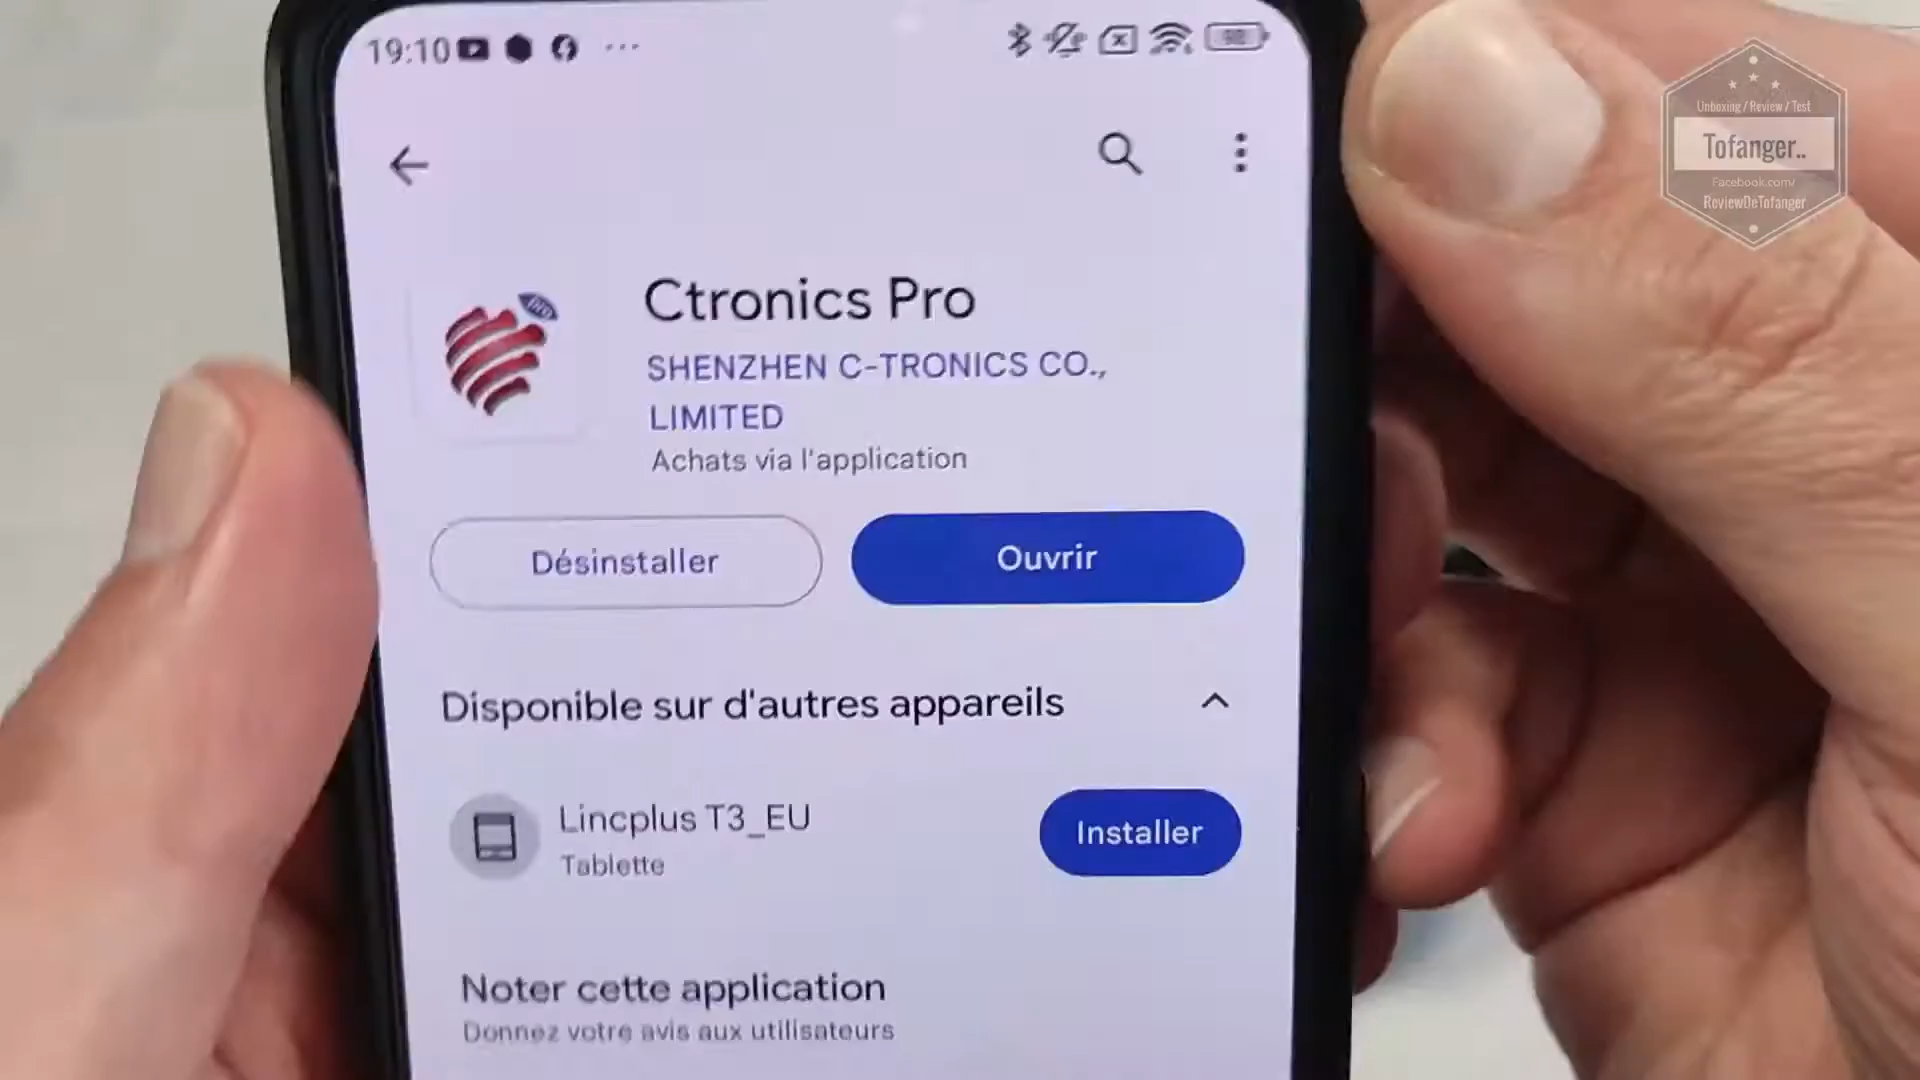 19:10
Unboxing / Review / Test
Tofanger..
Facebook.com/
ReviewDeTofanger
Ctronics Pro
Pro
SHENZHEN C-TRONICS CO.,
LIMITED
Achats via l'application
Désinstaller
Ouvrir
Disponible sur d'autres appareils
Lincplus T3_EU
Tablette
Installer
Noter cette application
Donnez votre avis aux utilisateurs